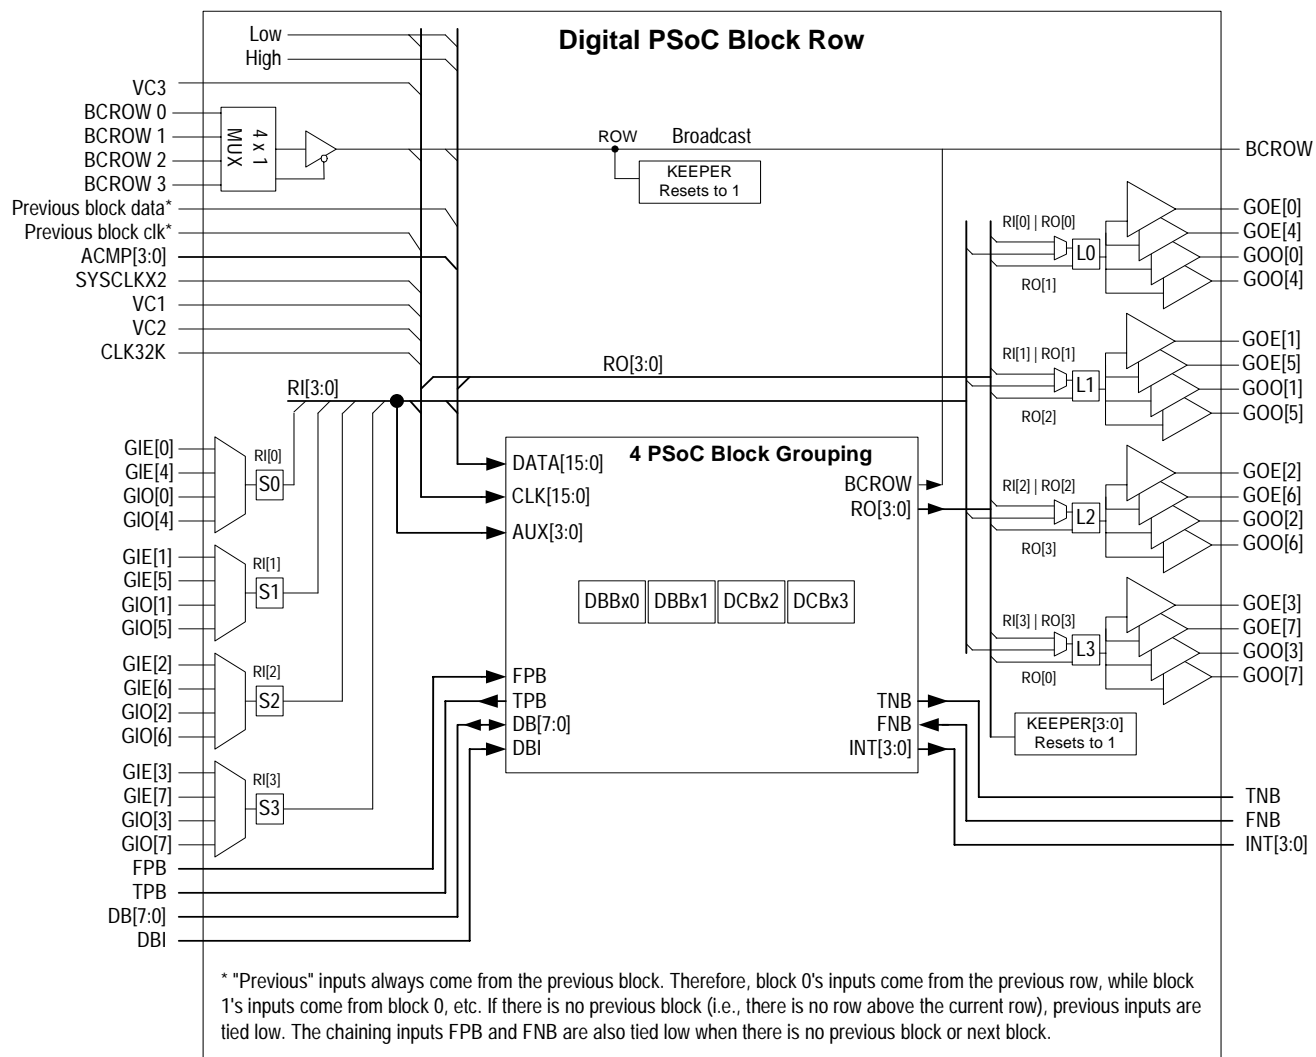 Digital PSoC Block Row
Low
High
VC3
BCROW 0
BCROW 1
BCROW 2
BCROW 3
4 x 1
MUX
ROW
Broadcast
KEEPER
Resets to 1
BCROW
Previous block data*
Previous block clk*
ACMP[3:0]
SYSCLKX2
VC1
VC2
CLK32K
RI[3:0]
RO[3:0]
GIE[0]
GIE[4]
GIO[0]
GIO[4]
RI[0]
S0
GIE[1]
GIE[5]
GIO[1]
GIO[5]
RI[1]
S1
GIE[2]
GIE[6]
GIO[2]
GIO[6]
RI[2]
S2
GIE[3]
GIE[7]
GIO[3]
GIO[7]
RI[3]
S3
FPB
TPB
DB[7:0]
DBI
4 PSoC Block Grouping
DATA[15:0]
CLK[15:0]
AUX[3:0]
BCROW
RO[3:0]
DBBx0
DBBx1
DCBx2
DCBx3
FPB
TPB
DB[7:0]
DBI
TNB
FNB
INT[3:0]
RI[0] | RO[0]
L0
RO[1]
GOE[0]
GOE[4]
GOO[0]
GOO[4]
RI[1] | RO[1]
L1
RO[2]
GOE[1]
GOE[5]
GOO[1]
GOO[5]
RI[2] | RO[2]
L2
RO[3]
GOE[2]
GOE[6]
GOO[2]
GOO[6]
RI[3] | RO[3]
L3
RO[0]
GOE[3]
GOE[7]
GOO[3]
GOO[7]
KEEPER[3:0]
Resets to 1
TNB
FNB
INT[3:0]
* "Previous" inputs always come from the previous block. Therefore, block 0's inputs come from the previous row, while block
1's inputs come from block 0, etc. If there is no previous block (i.e., there is no row above the current row), previous inputs are
tied low. The chaining inputs FPB and FNB are also tied low when there is no previous block or next block.